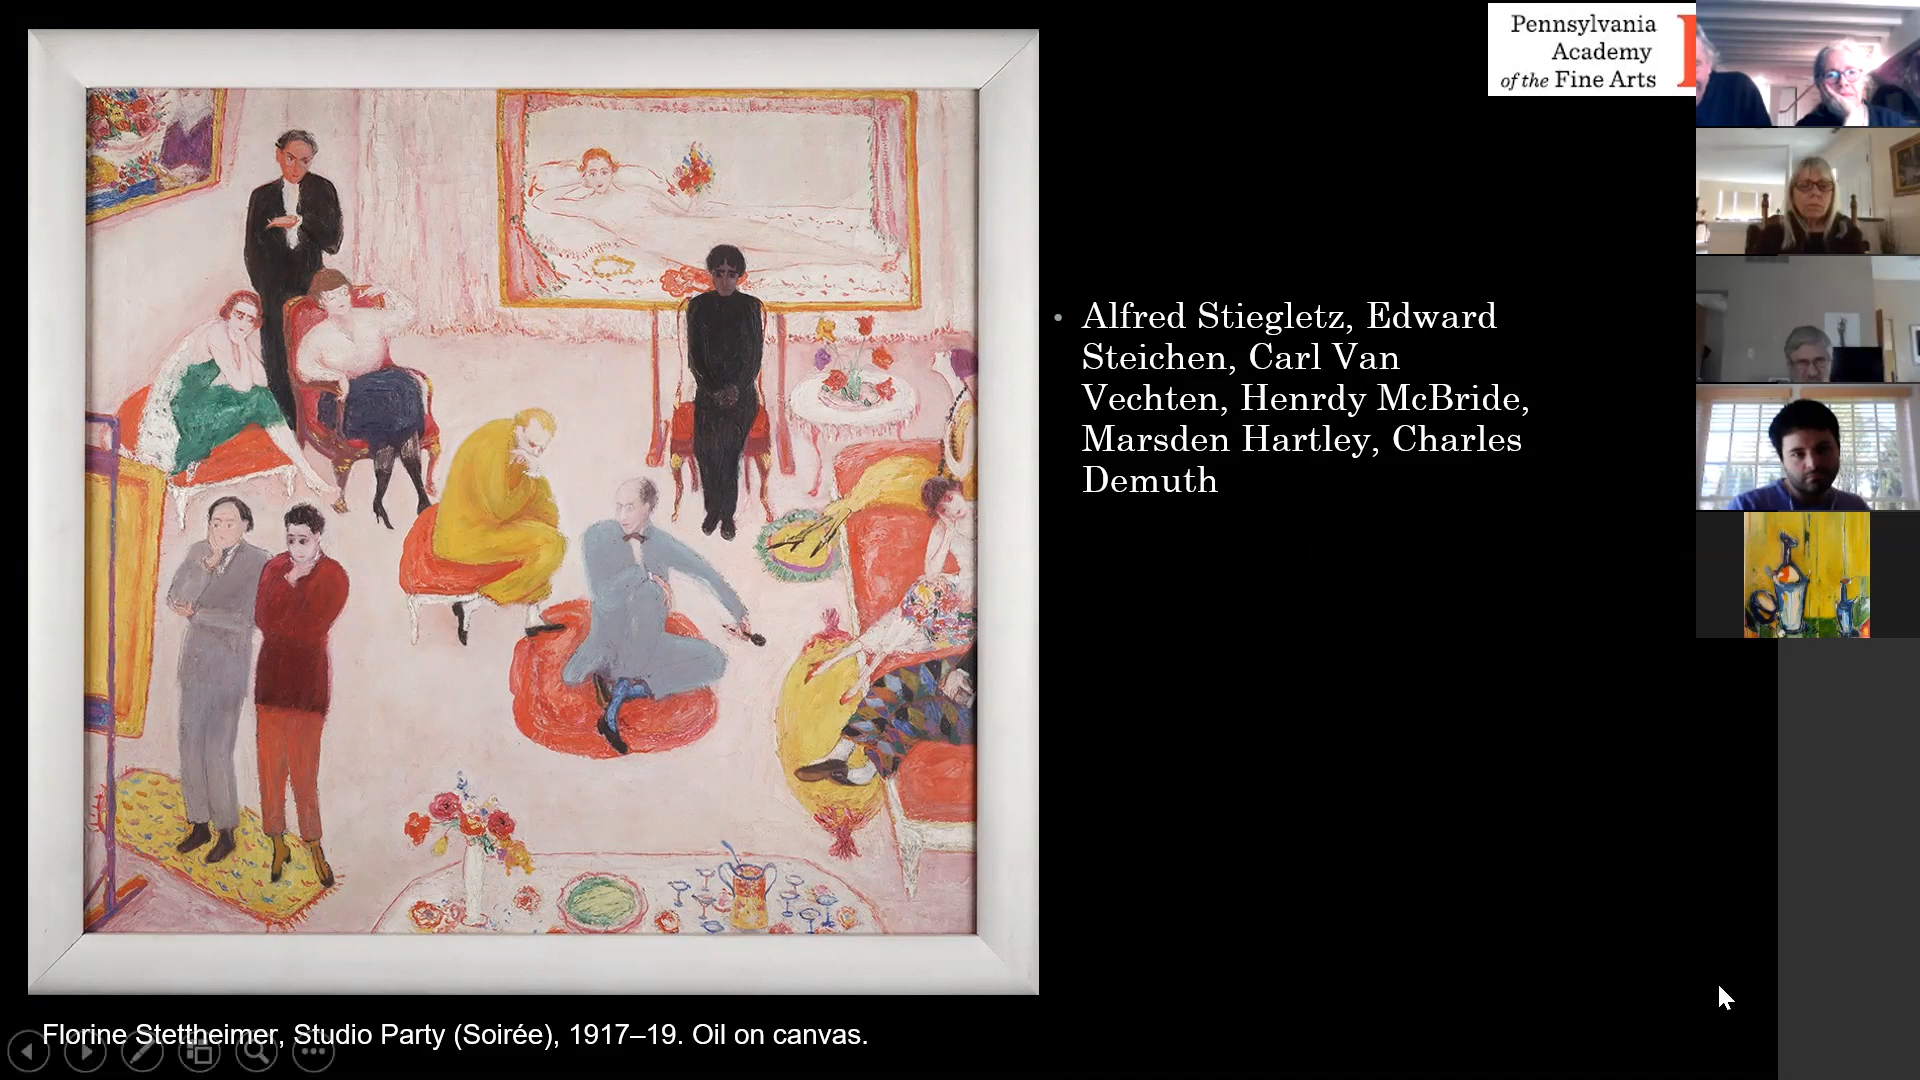 Pennsylvania
Academy
of the Fine Arts
Alfred Stiegletz, Edward
Steichen, Carl Van
Vechten, Henrdy McBride,
Marsden Hartley, Charles
Demuth
Florine Stettheimer, Studio Party (Soirée), 1917–19. Oil on canvas.